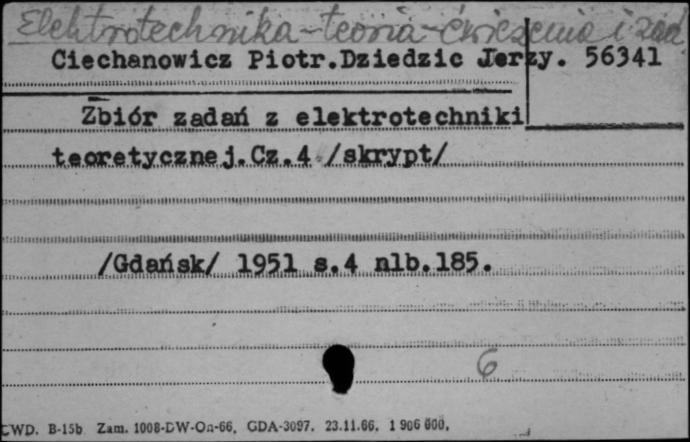 Elektrotechnika - teoria - ćwiczenia i zad.
Ciechanowicz Piotr.Dziedzic Jerzy. 56341
Zbiór zadań z elektrotechniki
teoretycznej.Cz.4 /skrypt/
/Gdańsk/ 1951 s.4 nlb.185.
6
CWD. B-15b Zam. 1008-DW-On-66. GDA-3097. 23.11.66. 1 906 000.